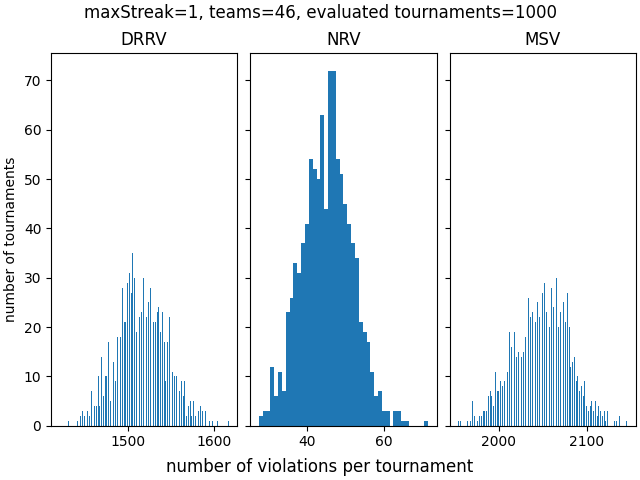 maxStreak=1, teams=46, evaluated tournaments=1000
DRRV NRV MSV
number of tournaments
70
60
50
40
30
20
10
0
1500 1600 40 60 2000 2100
number of violations per tournament